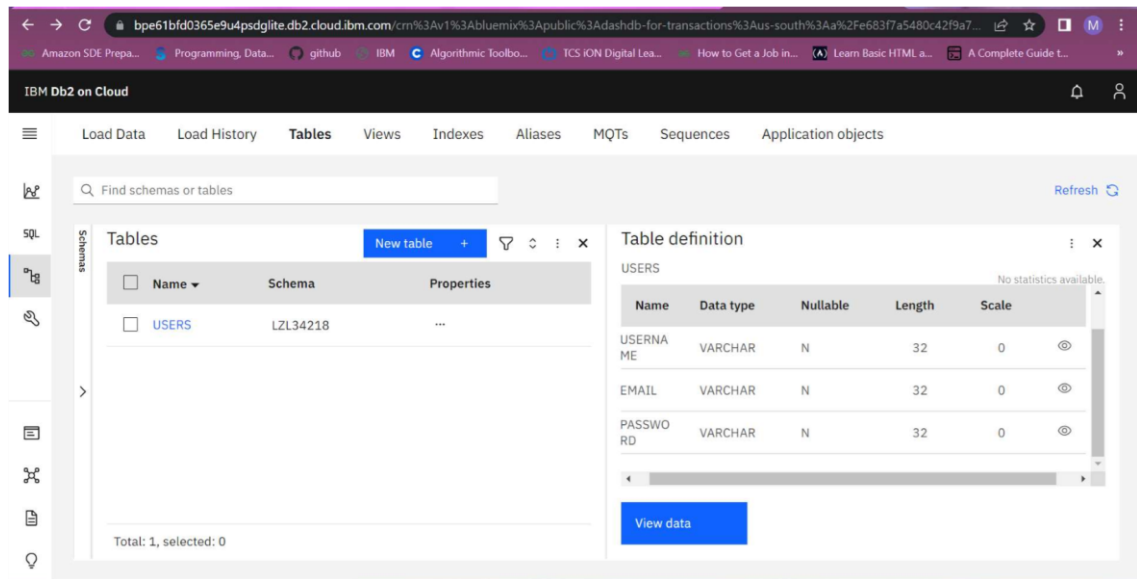 bpe61bfd0365e9u4psdglite.db2.cloud.ibm.com/crn%3Av1%3Abluemix%3Apublic%3Adashdb-for-transactions%3Aus-south%3Aa%2Fe683f7a5480c42f9a7... M
Amazon SDE Prepa... Programming, Data... github IBM Algorithmic Toolbo... TCS iON Digital Lea... How to Get a Job in... Learn Basic HTML a... A Complete Guide t... »
IBM Db2 on Cloud
Load Data Load History Tables Views Indexes Aliases MQTs Sequences Application objects
Find schemas or tables Refresh
SQL
Schemas
Tables New table +
Name Schema Properties
USERS LZL34218 ...
Total: 1, selected: 0
Table definition
USERS
No statistics available.
Name Data type Nullable Length Scale
USERNA
ME VARCHAR N 32 0
EMAIL VARCHAR N 32 0
PASSWO
RD VARCHAR N 32 0
View data